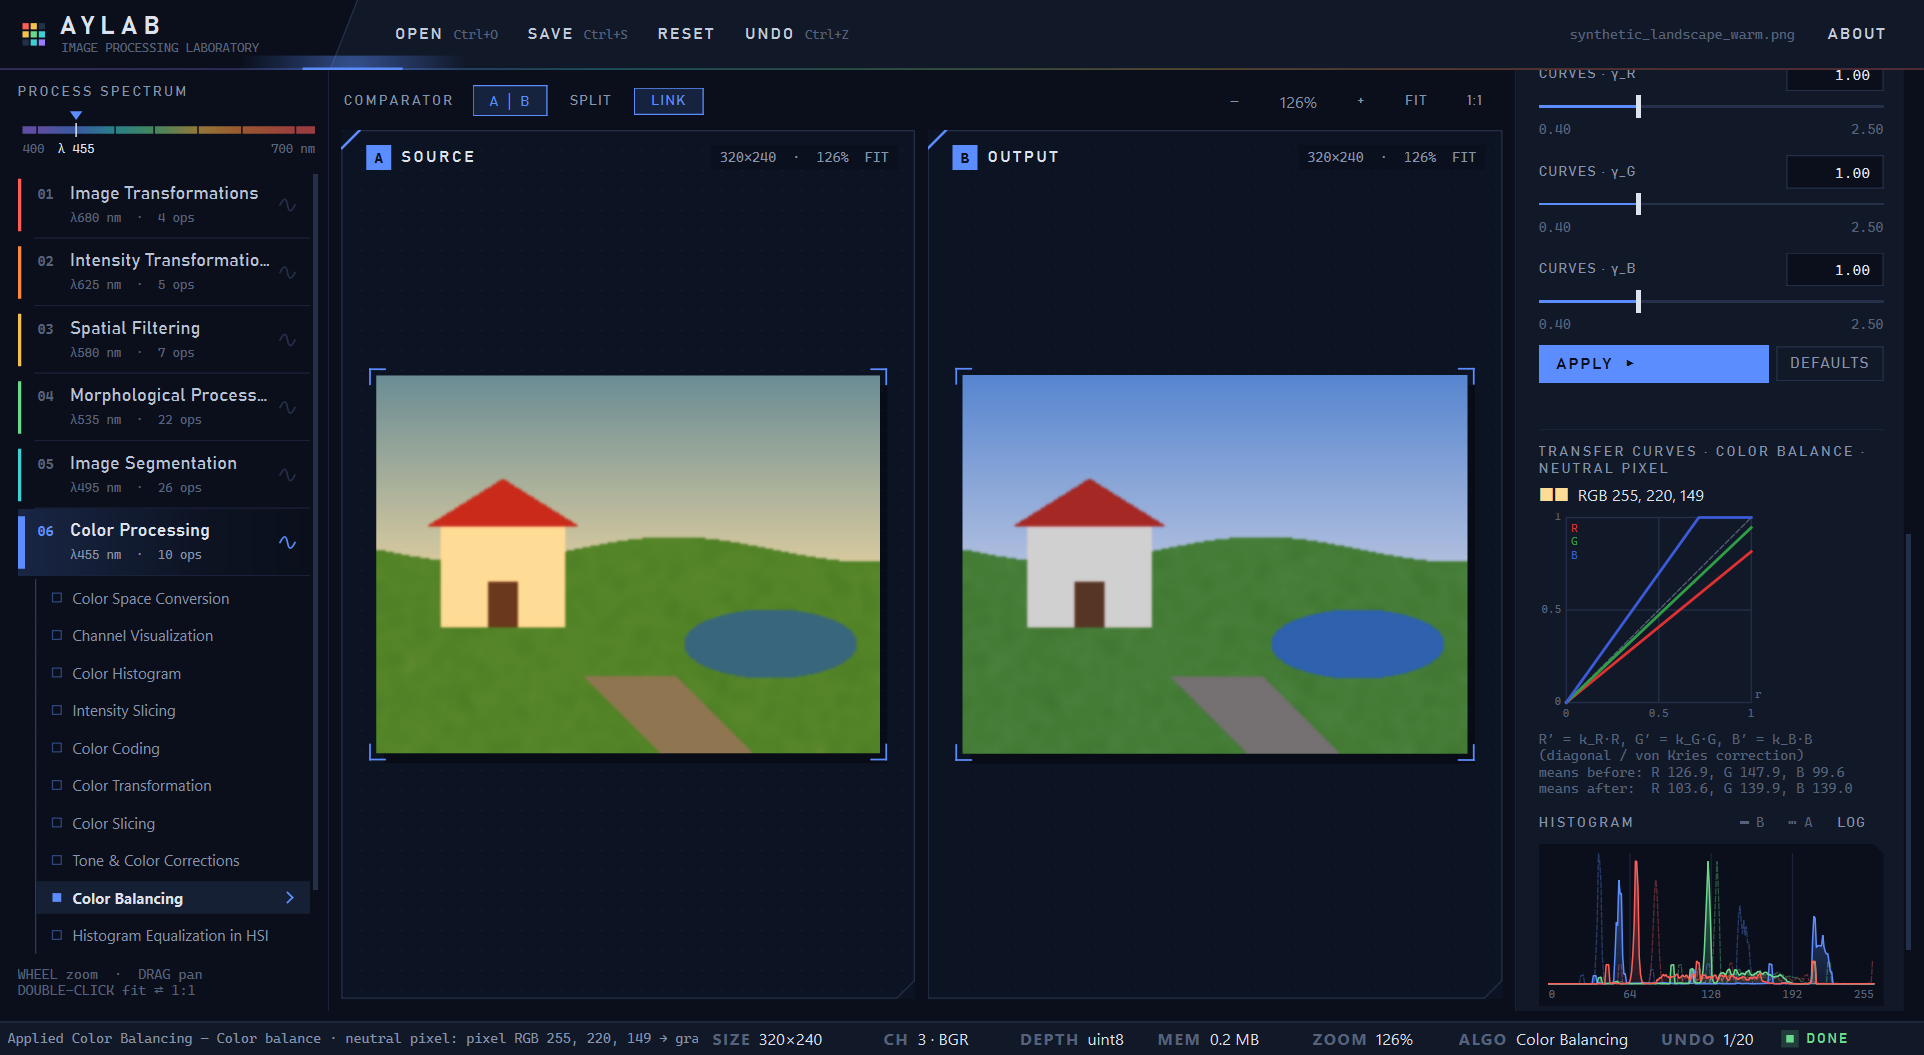 AYLAB
IMAGE PROCESSING LABORATORY
OPEN Ctrl+O SAVE Ctrl+S RESET UNDO Ctrl+Z
synthetic_landscape_warm.png ABOUT
PROCESS SPECTRUM
400 λ 455 700 nm
01 Image Transformations
λ680 nm · 4 ops
02 Intensity Transformatio…
λ625 nm · 5 ops
03 Spatial Filtering
λ580 nm · 7 ops
04 Morphological Process…
λ535 nm · 22 ops
05 Image Segmentation
λ495 nm · 26 ops
06 Color Processing
λ455 nm · 10 ops
Color Space Conversion
Channel Visualization
Color Histogram
Intensity Slicing
Color Coding
Color Transformation
Color Slicing
Tone & Color Corrections
Color Balancing
Histogram Equalization in HSI
WHEEL zoom · DRAG pan
DOUBLE-CLICK fit ⇄ 1:1
COMPARATOR A | B SPLIT LINK
− 126% + FIT 1:1
A SOURCE 320×240 · 126% FIT
B OUTPUT 320×240 · 126% FIT
CURVES · γ_R 1.00
0.40 2.50
CURVES · γ_G 1.00
0.40 2.50
CURVES · γ_B 1.00
0.40 2.50
APPLY ▸ DEFAULTS
TRANSFER CURVES · COLOR BALANCE ·
NEUTRAL PIXEL
RGB 255, 220, 149
1
R
G
B
0.5
0
r
0 0.5 1
R′ = k_R·R, G′ = k_G·G, B′ = k_B·B
(diagonal / von Kries correction)
means before: R 126.9, G 147.9, B 99.6
means after: R 103.6, G 139.9, B 139.0
HISTOGRAM B A LOG
0 64 128 192 255
Applied Color Balancing — Color balance · neutral pixel: pixel RGB 255, 220, 149 → gra
SIZE 320×240 CH 3 · BGR DEPTH uint8 MEM 0.2 MB ZOOM 126% ALGO Color Balancing UNDO 1/20 DONE